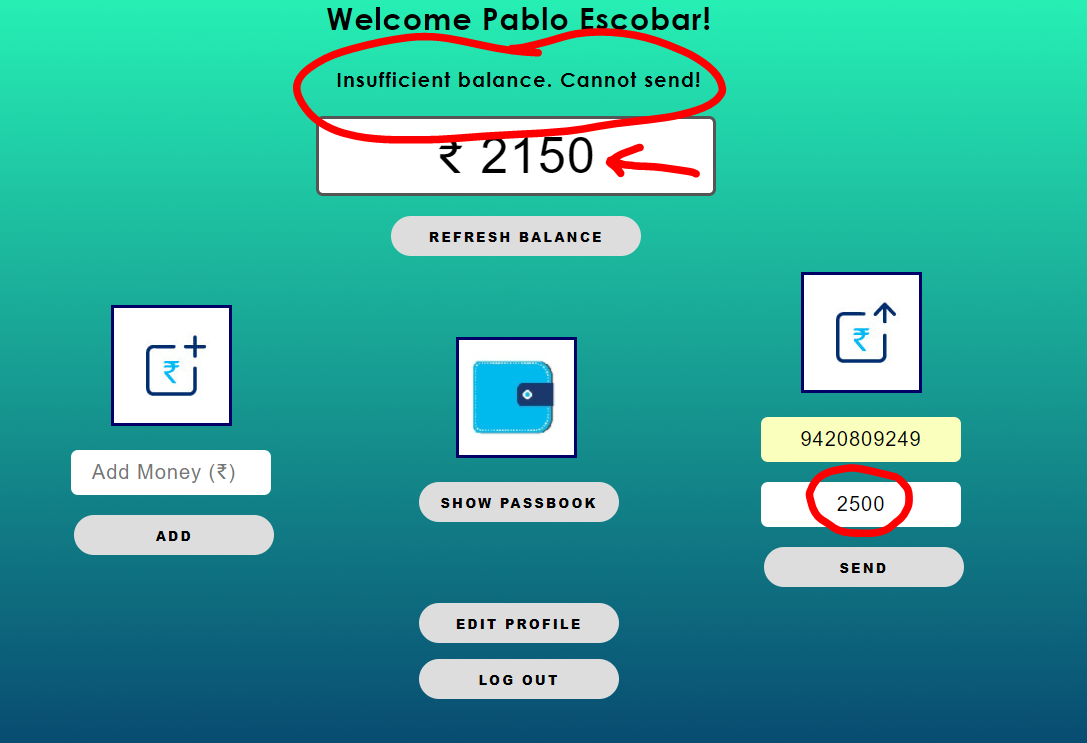 Welcome Pablo Escobar!
Insufficient balance. Cannot send!
₹ 2150
REFRESH BALANCE
₹
Add Money (₹)
ADD
SHOW PASSBOOK
₹
9420809249
2500
SEND
EDIT PROFILE
LOG OUT